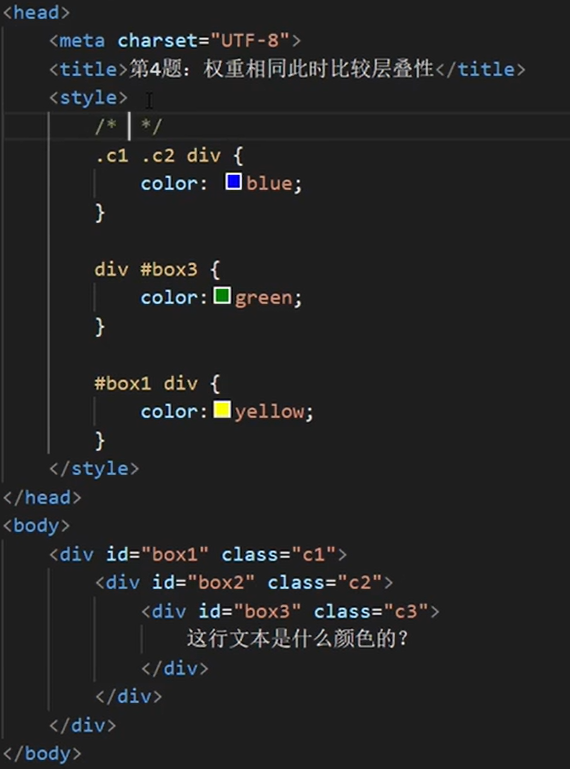 <head>
<meta charset="UTF-8">
<title>第4题：权重相同此时比较层叠性</title>
<style>
/* */
.c1 .c2 div {
color: blue;
}
div #box3 {
color:green;
}
#box1 div {
color:yellow;
}
</style>
</head>
<body>
<div id="box1" class="c1">
<div id="box2" class="c2">
<div id="box3" class="c3">
这行文本是什么颜色的？
</div>
</div>
</div>
</body>